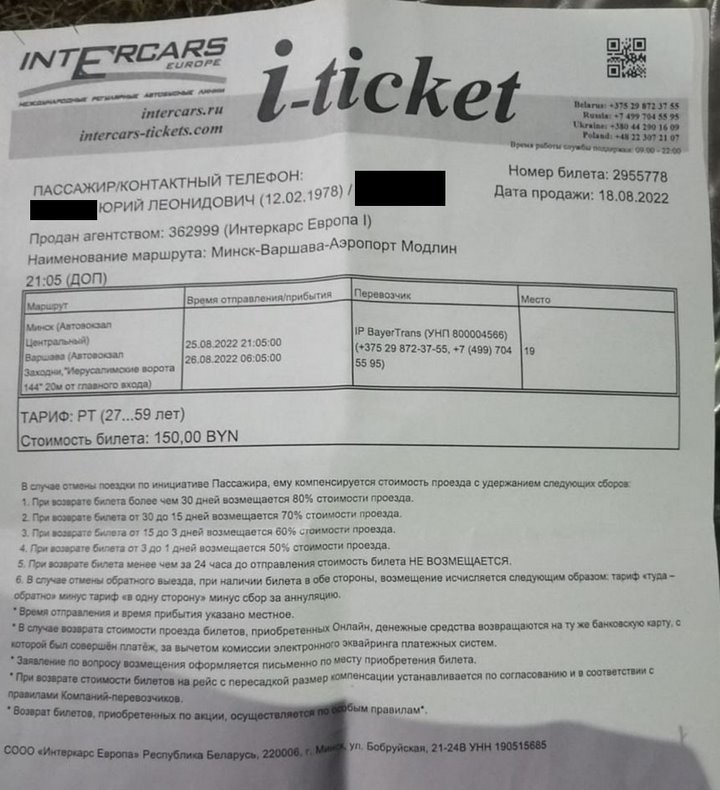 INTERCARS
EUROPE
МЕЖДУНАРОДНЫЕ РЕГУЛЯРНЫЕ АВТОБУСНЫЕ ЛИНИИ
intercars.ru
intercars-tickets.com
i-ticket
Belarus: +375 29 872 37 55
Russia: +7 499 704 55 95
Ukraine: +380 44 290 16 09
Poland: +48 22 307 21 07
Время работы службы поддержки: 09:00 - 22:00
ПАССАЖИР/КОНТАКТНЫЙ ТЕЛЕФОН:
ЮРИЙ ЛЕОНИДОВИЧ (12.02.1978) /
Номер билета: 2955778
Дата продажи: 18.08.2022
Продан агентством: 362999 (Интеркарс Европа I)
Наименование маршрута: Минск-Варшава-Аэропорт Модлин
21:05 (ДОП)
Маршрут Время отправления/прибытия Перевозчик Место
Минск (Автовокзал
Центральный)
Варшава (Автовокзал
Заходни,"Иерусалимские ворота
144" 20м от главного входа)
25.08.2022 21:05:00
26.08.2022 06:05:00
IP BayerTrans (УНП 800004566)
(+375 29 872-37-55, +7 (499) 704
55 95)
19
ТАРИФ: РТ (27...59 лет)
Стоимость билета: 150,00 BYN
В случае отмены поездки по инициативе Пассажира, ему компенсируется стоимость проезда с удержанием следующих сборов:
1. При возврате билета более чем 30 дней возмещается 80% стоимости проезда.
2. При возврате билета от 30 до 15 дней возмещается 70% стоимости проезда.
3. При возврате билета от 15 до 3 дней возмещается 60% стоимости проезда.
4. При возврате билета от 3 до 1 дней возмещается 50% стоимости проезда.
5. При возврате билета менее чем за 24 часа до отправления стоимость билета НЕ ВОЗМЕЩАЕТСЯ.
6. В случае отмены обратного выезда, при наличии билета в обе стороны, возмещение исчисляется следующим образом: тариф «туда –
обратно» минус тариф «в одну сторону» минус сбор за аннуляцию.
* Время отправления и время прибытия указано местное.
* В случае возврата стоимости проезда билетов, приобретенных Онлайн, денежные средства возвращаются на ту же банковскую карту, с
которой был совершён платёж, за вычетом комиссии электронного эквайринга платежных систем.
* Заявление по вопросу возмещения оформляется письменно по месту приобретения билета.
* При возврате стоимости билетов на рейс с пересадкой размер компенсации устанавливается по согласованию и в соответствии с
правилами Компаний-перевозчиков.
* Возврат билетов, приобретенных по акции, осуществляется по особым правилам*.
СООО «Интеркарс Европа» Республика Беларусь, 220006, г. Минск, ул. Бобруйская, 21-24В УНН 190515685